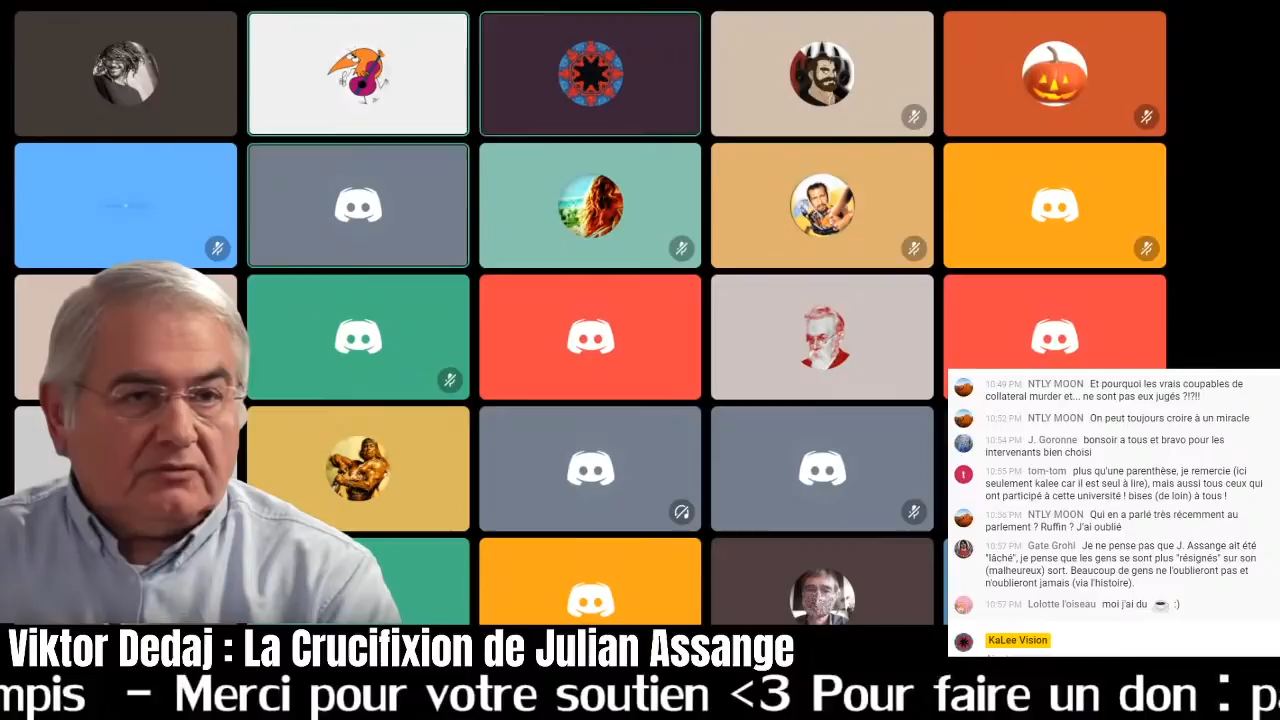 10:49 PM NTLY MOON Et pourquoi les vrais coupables de
collateral murder et... ne sont pas eux jugés ?!?!!
10:52 PM NTLY MOON On peut toujours croire à un miracle
10:54 PM J. Goronne bonsoir a tous et bravo pour les
intervenants bien choisi
10:55 PM tom-tom plus qu'une parenthèse, je remercie (ici
seulement kalee car il est seul à lire), mais aussi tous ceux qui
ont participé à cette université ! bises (de loin) à tous !
10:56 PM NTLY MOON Qui en a parlé très récemment au
parlement ? Ruffin ? J'ai oublié
10:57 PM Gate Grohl Je ne pense pas que J. Assange ait été
"lâché", je pense que les gens se sont plus "résignés" sur son
(malheureux) sort. Beaucoup de gens ne l'oublieront pas et
n'oublieront jamais (via l'histoire).
10:57 PM Lolotte l'oiseau moi j'ai du ☕ :)
t
KaLee Vision
Viktor Dedaj : La Crucifixion de Julian Assange
mpis - Merci pour votre soutien <3 Pour faire un don : p